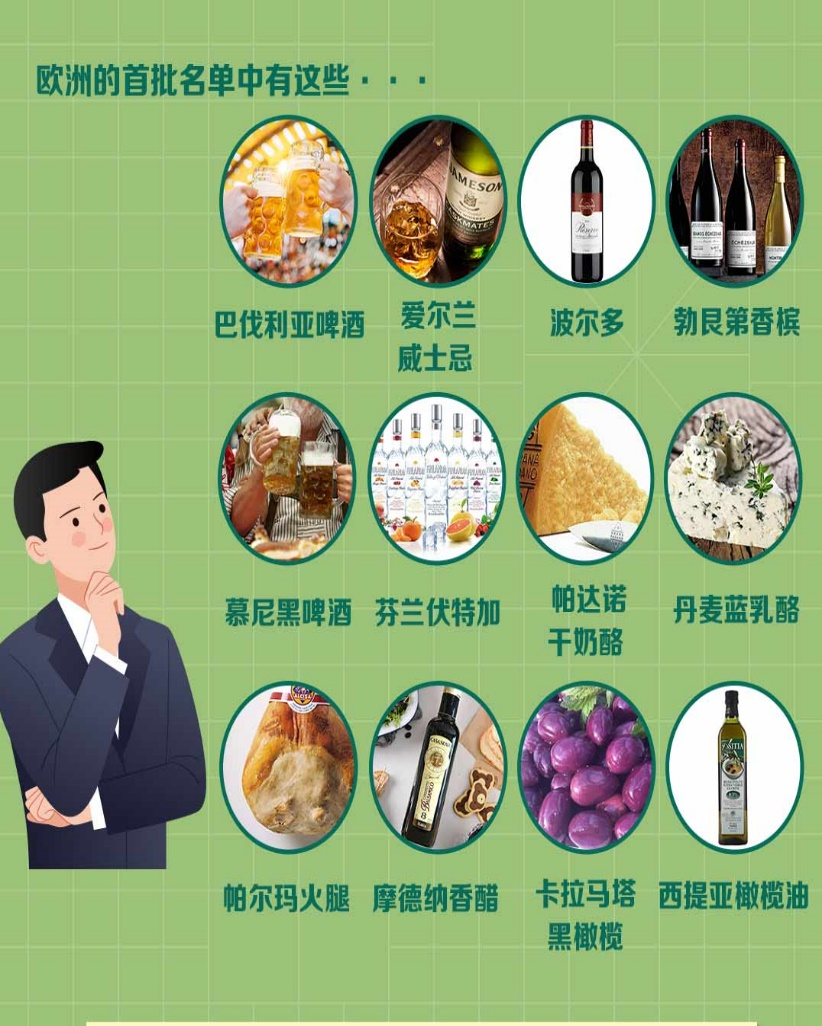 欧洲的首批名单中有这些···
JAMESON
巴伐利亚啤酒
爱尔兰
威士忌
波尔多
勃艮第香槟
慕尼黑啤酒
芬兰伏特加
帕达诺
干奶酪
丹麦蓝乳酪
帕尔玛火腿
摩德纳香醋
卡拉马塔
黑橄榄
西提亚橄榄油